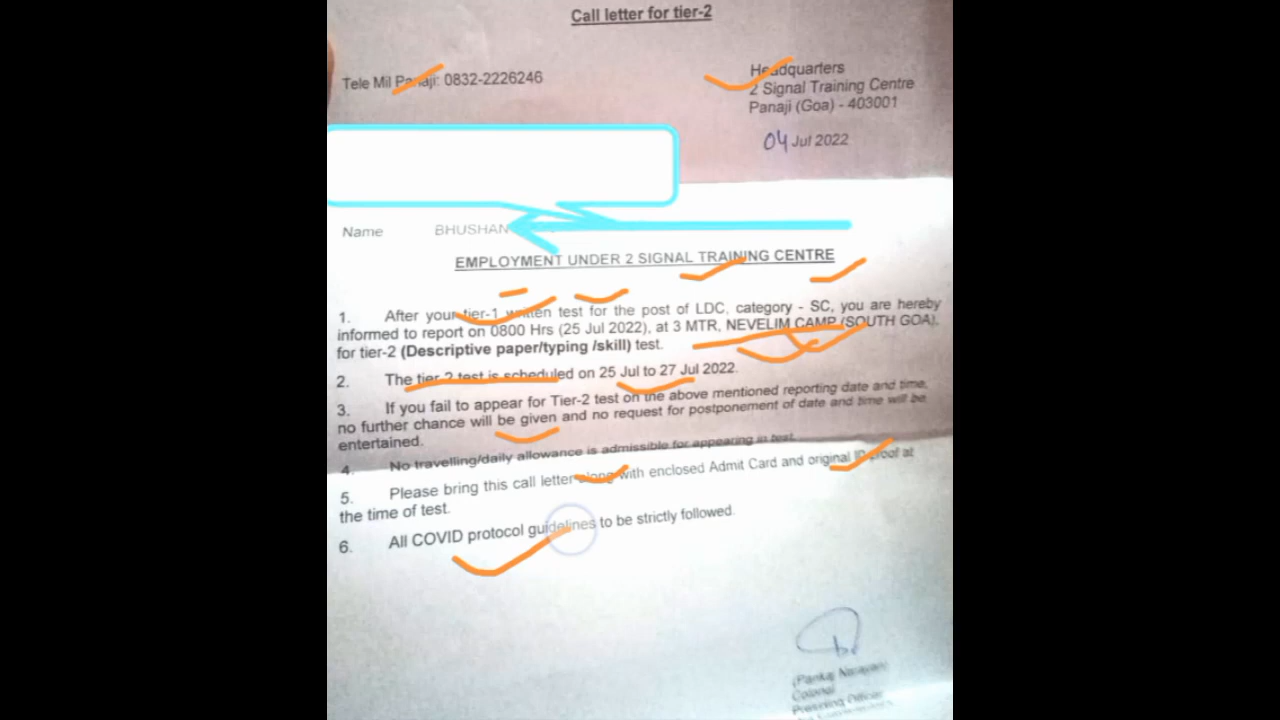 Call letter for tier-2
Tele Mil Panaji: 0832-2226246
Headquarters
2 Signal Training Centre
Panaji (Goa) - 403001
04 Jul 2022
Name BHUSHAN
EMPLOYMENT UNDER 2 SIGNAL TRAINING CENTRE
1. After your tier-1 written test for the post of LDC, category - SC, you are hereby
informed to report on 0800 Hrs (25 Jul 2022), at 3 MTR, NEVELIM CAMP (SOUTH GOA),
for tier-2 (Descriptive paper/typing /skill) test.
2. The tier 2 test is scheduled on 25 Jul to 27 Jul 2022.
3. If you fail to appear for Tier-2 test on the above mentioned reporting date and time,
no further chance will be given and no request for postponement of date and time will be
entertained.
4. No travelling/daily allowance is admissible for appearing in test.
5. Please bring this call letter along with enclosed Admit Card and original ID proof at
the time of test.
6. All COVID protocol guidelines to be strictly followed.
(Pankaj Narayan)
Colonel
Presiding Officer